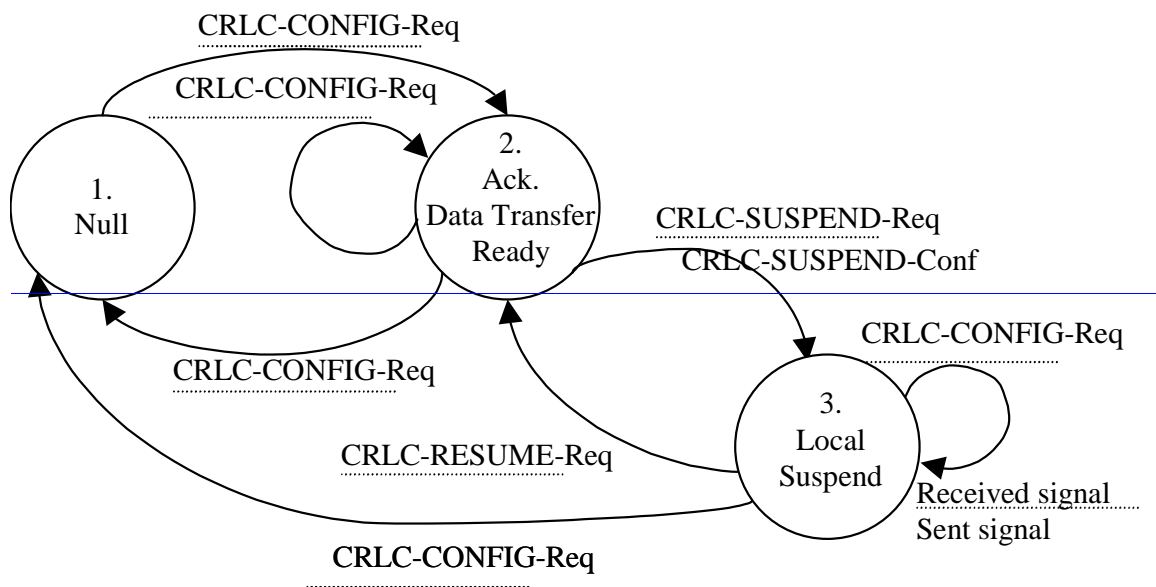 CRLC-CONFIG-Req
CRLC-CONFIG-Req
1.
Null
2.
Ack.
Data Transfer
Ready
CRLC-SUSPEND-Req
CRLC-SUSPEND-Conf
CRLC-CONFIG-Req
CRLC-CONFIG-Req
3.
Local
Suspend
CRLC-RESUME-Req
Received signal
Sent signal
CRLC-CONFIG-Req